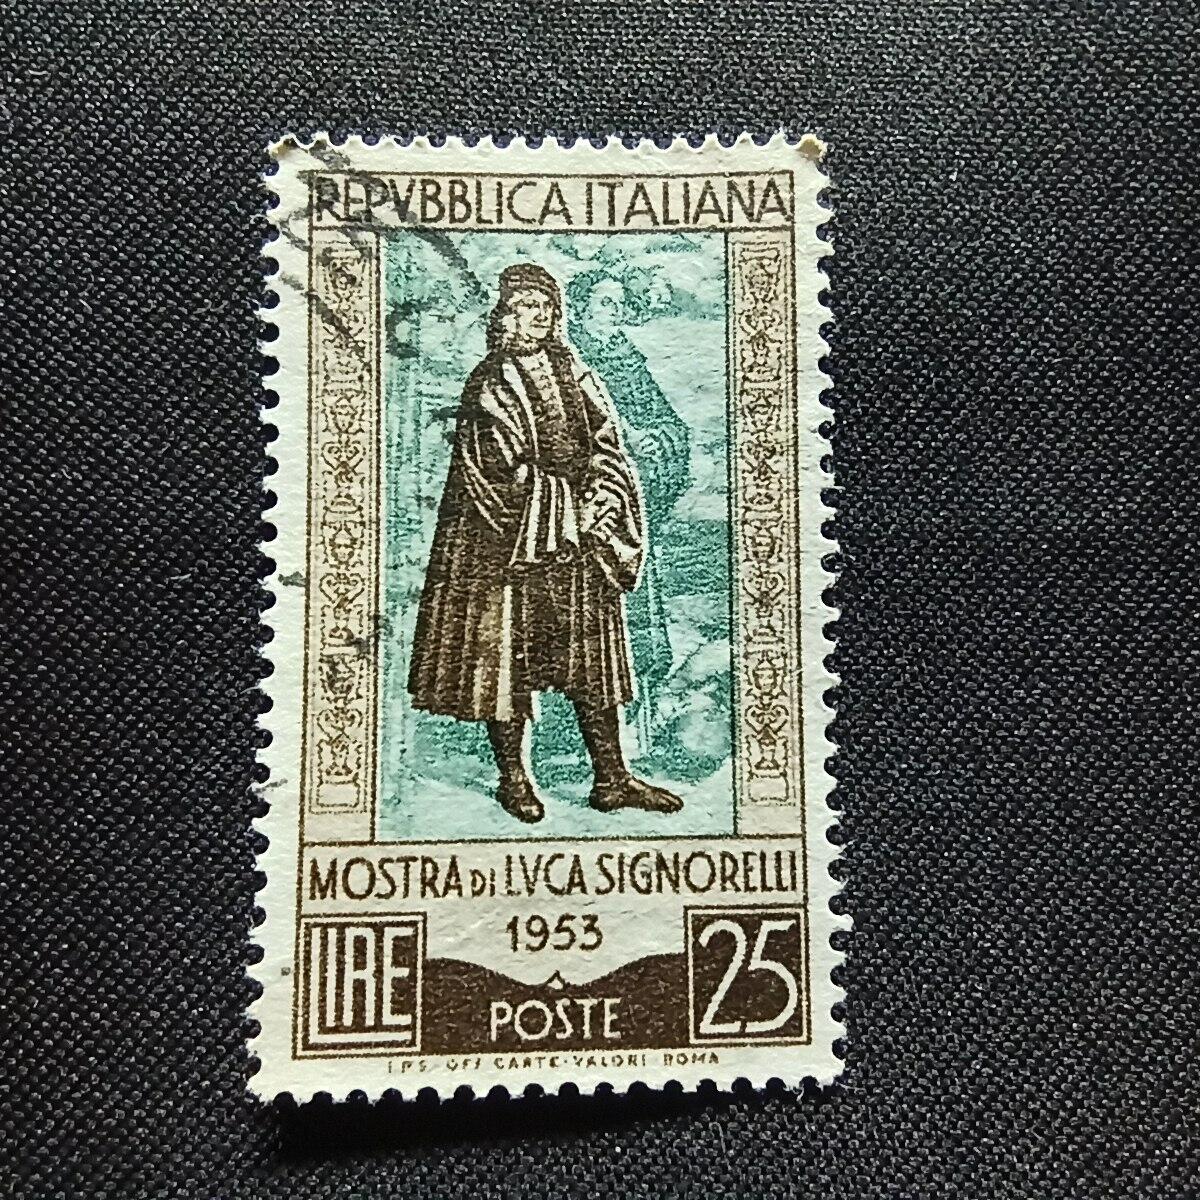 REPVBBLICA ITALIANA
MOSTRA DI LVCA SIGNORELLI
1953
LIRE
25
POSTE
I.P.S. OFF. CARTE-VALORI ROMA